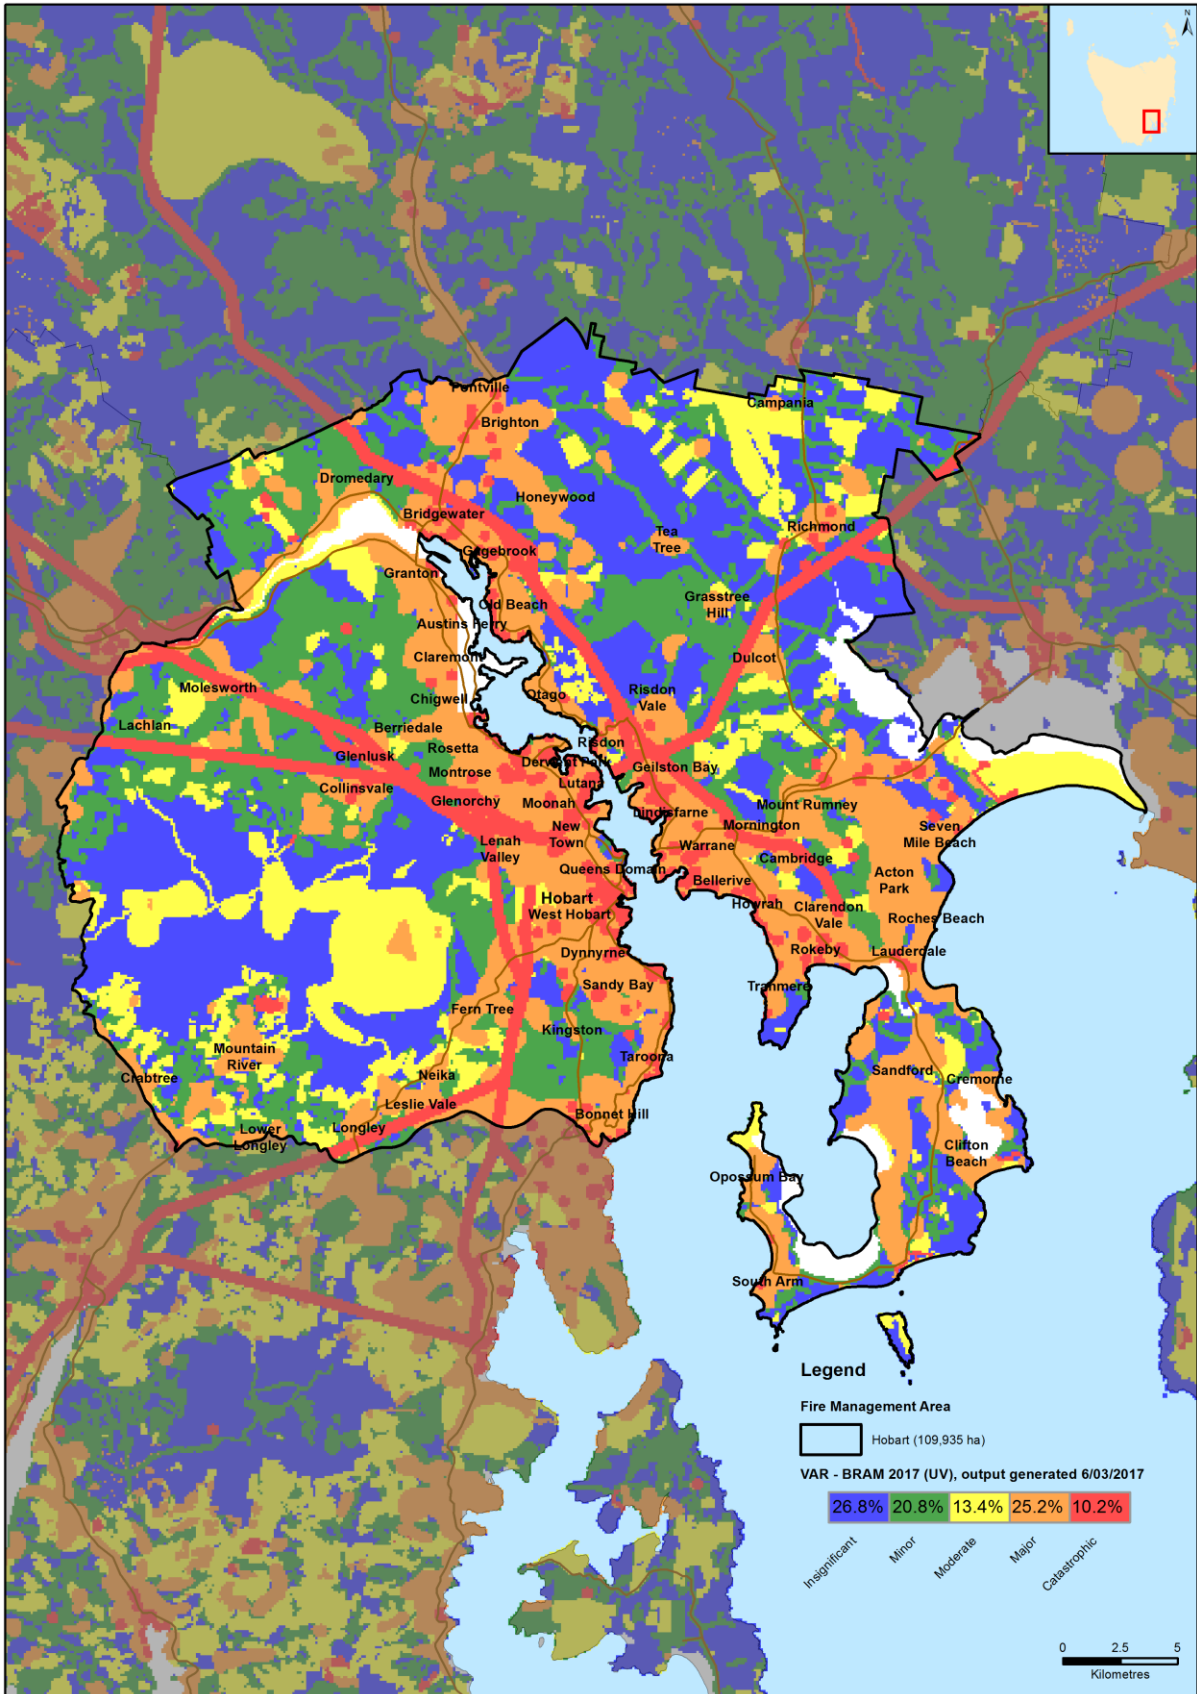 N
Pontville
Campania
Brighton
Dromedary
Honeywood
Bridgewater
Richmond
Tea
Tree
Gagebrook
Granton
Grasstree
Hill
Old Beach
Austins Ferry
Claremont
Dulcot
Molesworth
Chigwell
Otago
Risdon
Vale
Lachlan
Berriedale
Rosetta
Risdon
Glenlusk
Derwent Park
Montrose
Geilston Bay
Collinsvale
Lutana
Glenorchy
Moonah
Lindisfarne
Mount Rumney
New
Town
Mornington
Seven
Mile Beach
Lenah
Valley
Warrane
Cambridge
Queens Domain
Bellerive
Acton
Park
Hobart
West Hobart
Howrah
Clarendon
Vale
Roches Beach
Dynnyrne
Rokeby
Lauderdale
Sandy Bay
Tranmere
Fern Tree
Kingston
Mountain
River
Taroona
Crabtree
Neika
Sandford
Cremorne
Leslie Vale
Bonnet Hill
Lower
Longley
Longley
Clifton
Beach
Opossum Bay
South Arm
Legend
Fire Management Area
Hobart (109,935 ha)
VAR - BRAM 2017 (UV), output generated 6/03/2017
26.8% 20.8% 13.4% 25.2% 10.2%
Insignificant Minor Moderate Major Catastrophic
0 2.5 5
Kilometres